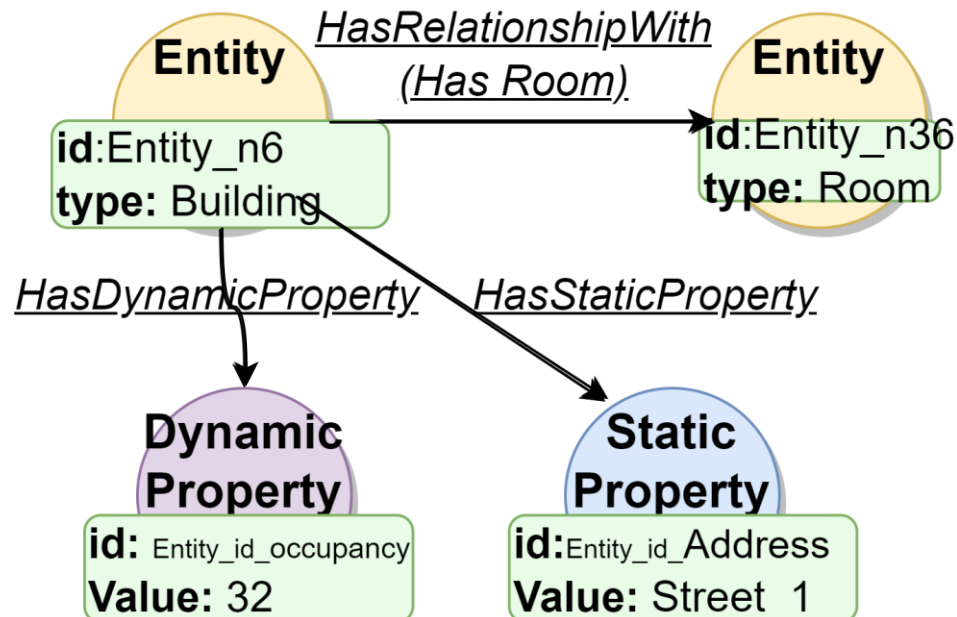 Entity
HasRelationshipWith
(Has Room)
Entity
id:Entity_n6
type: Building
id:Entity_n36
type: Room
HasDynamicProperty
HasStaticProperty
Dynamic
Property
id: Entity_id_occupancy
Value: 32
Static
Property
id:Entity_id_Address
Value: Street 1